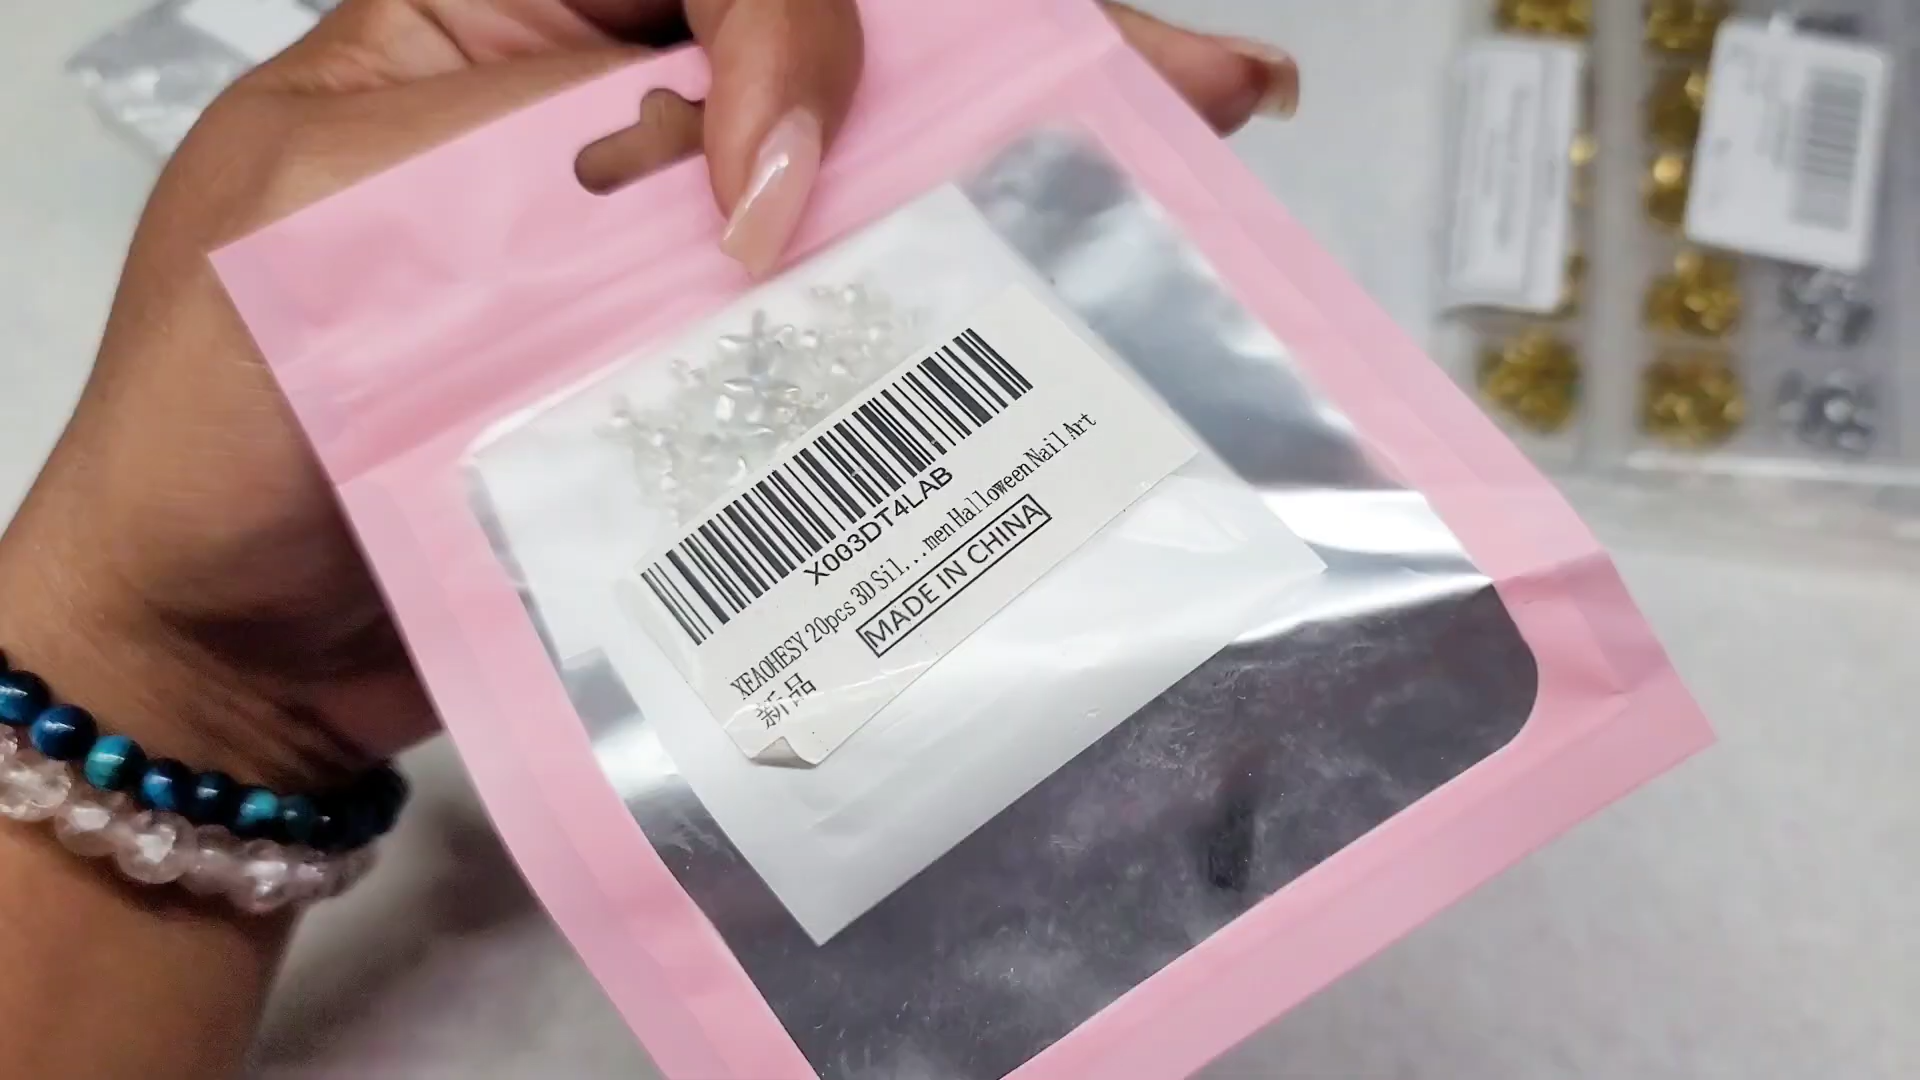 X003DT4LAB
XEAOHESY 20pcs 3D Sil...men Halloween Nail Art
新品
MADE IN CHINA